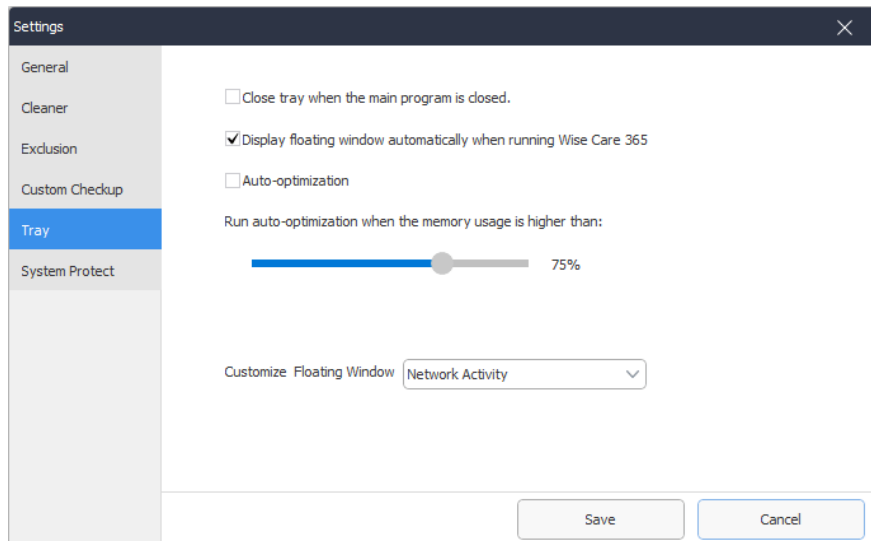 Settings
General
Cleaner
Exclusion
Custom Checkup
Tray
System Protect
Close tray when the main program is closed.
Display floating window automatically when running Wise Care 365
Auto-optimization
Run auto-optimization when the memory usage is higher than:
75%
Customize Floating Window Network Activity
Save Cancel